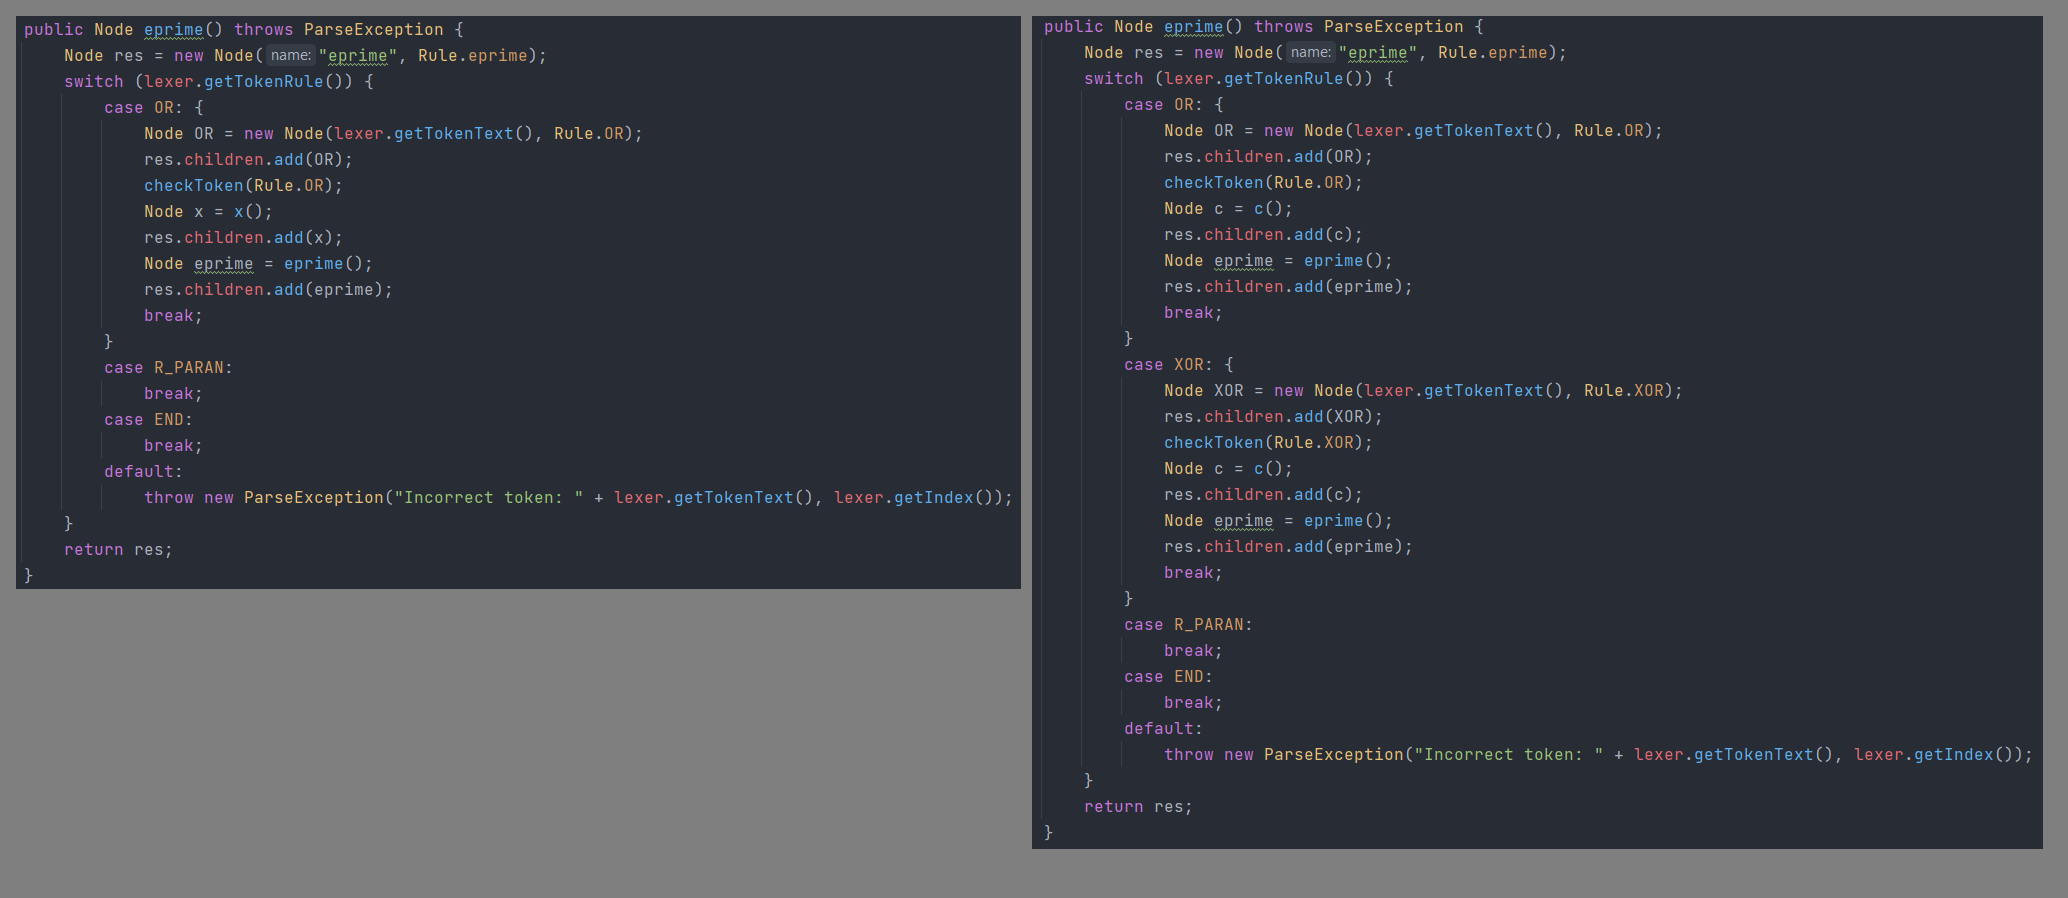 public Node eprime() throws ParseException {
    Node res = new Node( name: "eprime", Rule.eprime);
    switch (lexer.getTokenRule()) {
        case OR: {
            Node OR = new Node(lexer.getTokenText(), Rule.OR);
            res.children.add(OR);
            checkToken(Rule.OR);
            Node x = x();
            res.children.add(x);
            Node eprime = eprime();
            res.children.add(eprime);
            break;
        }
        case R_PARAN:
            break;
        case END:
            break;
        default:
            throw new ParseException("Incorrect token: " + lexer.getTokenText(), lexer.getIndex());
    }
    return res;
}
public Node eprime() throws ParseException {
    Node res = new Node( name: "eprime", Rule.eprime);
    switch (lexer.getTokenRule()) {
        case OR: {
            Node OR = new Node(lexer.getTokenText(), Rule.OR);
            res.children.add(OR);
            checkToken(Rule.OR);
            Node c = c();
            res.children.add(c);
            Node eprime = eprime();
            res.children.add(eprime);
            break;
        }
        case XOR: {
            Node XOR = new Node(lexer.getTokenText(), Rule.XOR);
            res.children.add(XOR);
            checkToken(Rule.XOR);
            Node c = c();
            res.children.add(c);
            Node eprime = eprime();
            res.children.add(eprime);
            break;
        }
        case R_PARAN:
            break;
        case END:
            break;
        default:
            throw new ParseException("Incorrect token: " + lexer.getTokenText(), lexer.getIndex());
    }
    return res;
}